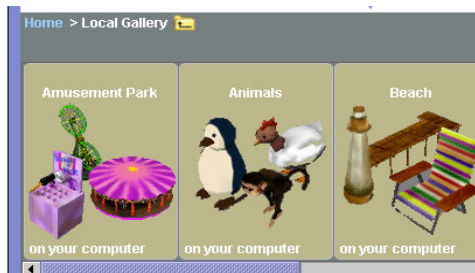 Home > Local Gallery
Amusement Park
Animals
Beach
on your computer
on your computer
on your computer